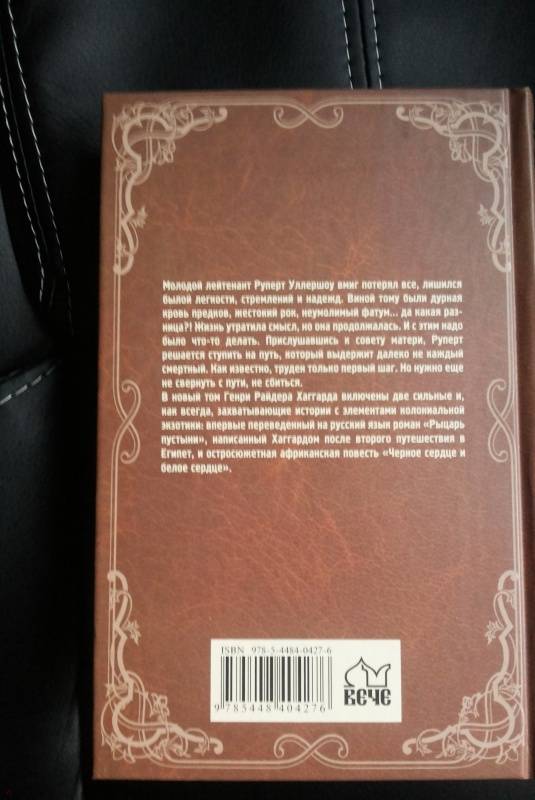 Молодой лейтенант Руперт Уллершоу вмиг потерял все, лишился
былой легкости, стремлений и надежд. Виной тому были дурная
кровь предков, жестокий рок, неумолимый фатум... да какая раз-
ница?! Жизнь утратила смысл, но она продолжалась. И с этим надо
было что-то делать. Прислушавшись к совету матери, Руперт
решается ступить на путь, который выдержит далеко не каждый
смертный. Как известно, труден только первый шаг. Но нужно еще
не свернуть с пути, не сбиться.
В новый том Генри Райдера Хаггарда включены две сильные и,
как всегда, захватывающие истории с элементами колониальной
экзотики: впервые переведенный на русский язык роман «Рыцарь
пустыни», написанный Хаггардом после второго путешествия в
Египет, и остросюжетная африканская повесть «Черное сердце и
белое сердце».
ISBN 978-5-4484-0427-6
9 785448 404276
ВЕЧЕ